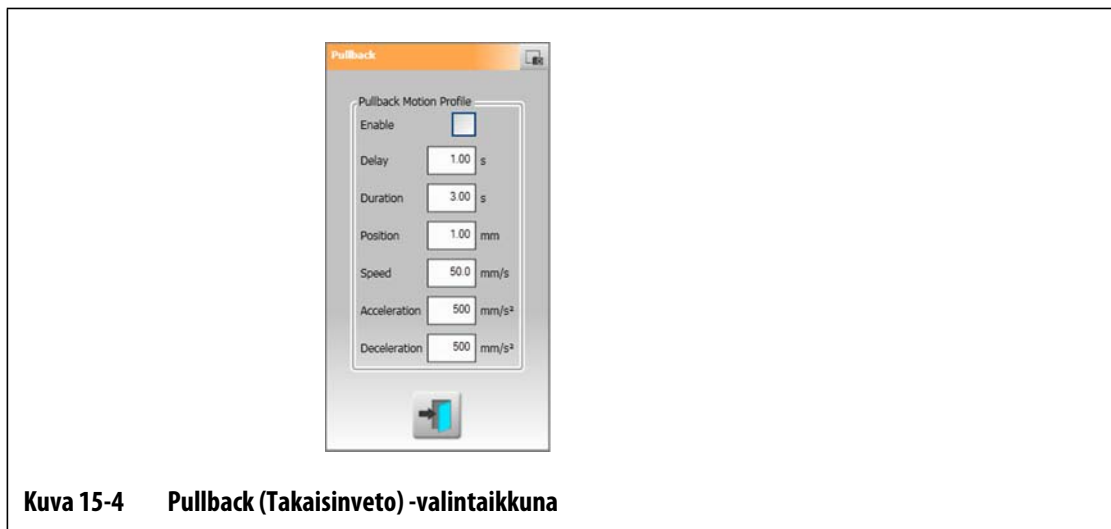 Pullback
Pullback Motion Profile
Enable
Delay 1.00 s
Duration 3.00 s
Position 1.00 mm
Speed 50.0 mm/s
Acceleration 500 mm/s²
Deceleration 500 mm/s²
Kuva 15-4 Pullback (Takaisinveto) -valintaikkuna